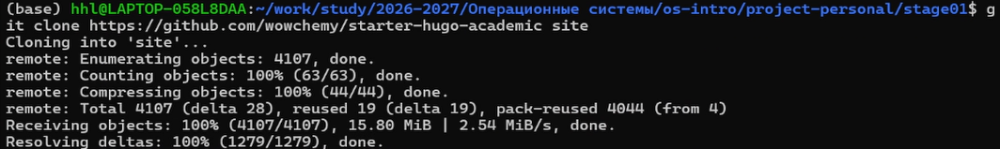 (base) hhl@LAPTOP-058L8DAA:~/work/study/2026-2027/Операционные системы/os-intro/project-personal/stage01$ g
it clone https://github.com/wowchemy/starter-hugo-academic site
Cloning into 'site'...
remote: Enumerating objects: 4107, done.
remote: Counting objects: 100% (63/63), done.
remote: Compressing objects: 100% (44/44), done.
remote: Total 4107 (delta 28), reused 19 (delta 19), pack-reused 4044 (from 4)
Receiving objects: 100% (4107/4107), 15.80 MiB | 2.54 MiB/s, done.
Resolving deltas: 100% (1279/1279), done.